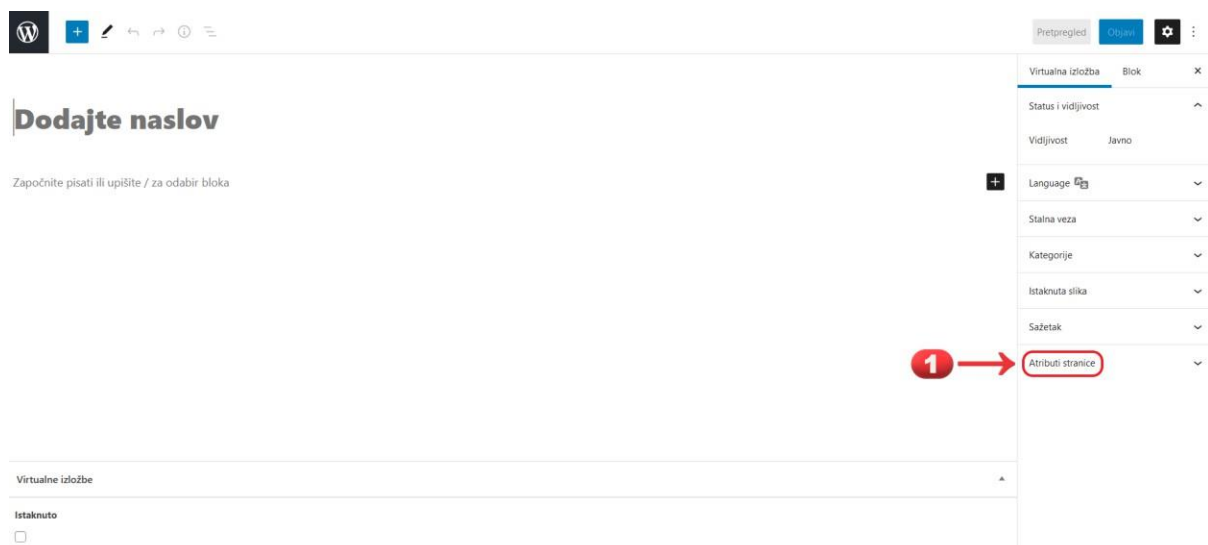 Pretpregled Objavi
Virtualna izložba Blok
Dodajte naslov
Status i vidljivost
Vidljivost Javno
Započnite pisati ili upišite / za odabir bloka
Language
Stalna veza
Kategorije
Istaknuta slika
Sažetak
1 Atributi stranice
Virtualne izložbe
Istaknuto